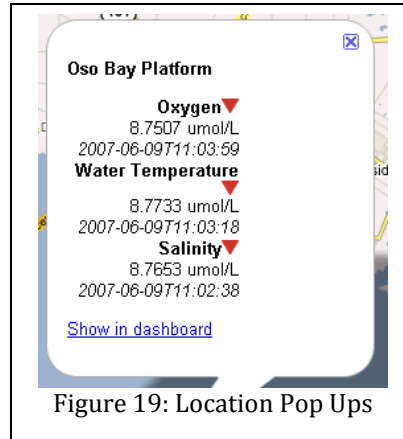 Oso Bay Platform
Oxygen
8.7507 umol/L
2007-06-09T11:03:59
Water Temperature
8.7733 umol/L
2007-06-09T11:03:18
Salinity
8.7653 umol/L
2007-06-09T11:02:38
Show in dashboard
Figure 19: Location Pop Ups